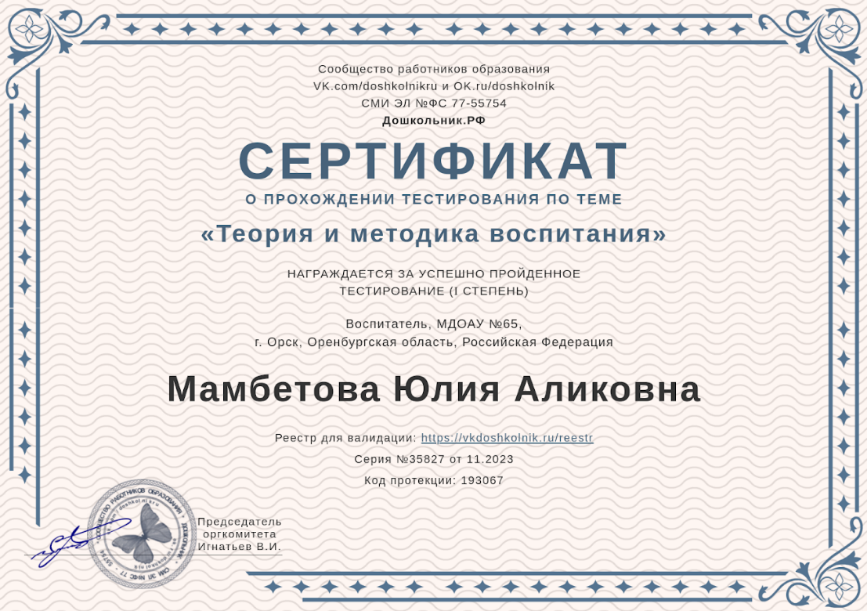 Сообщество работников образования
VK.com/doshkolnikru и OK.ru/doshkolnik
СМИ ЭЛ №ФС 77-55754
Дошкольник.РФ
СЕРТИФИКАТ
О ПРОХОЖДЕНИИ ТЕСТИРОВАНИЯ ПО ТЕМЕ
«Теория и методика воспитания»
НАГРАЖДАЕТСЯ ЗА УСПЕШНО ПРОЙДЕННОЕ
ТЕСТИРОВАНИЕ (I СТЕПЕНЬ)
Воспитатель, МДОАУ №65,
г. Орск, Оренбургская область, Российская Федерация
Мамбетова Юлия Аликовна
Реестр для валидации: https://vkdoshkolnik.ru/reestr
Серия №35827 от 11.2023
Код протекции: 193067
СООБЩЕСТВО РАБОТНИКОВ ОБРАЗОВАНИЯ
Председатель
оргкомитета
Игнатьев В.И.